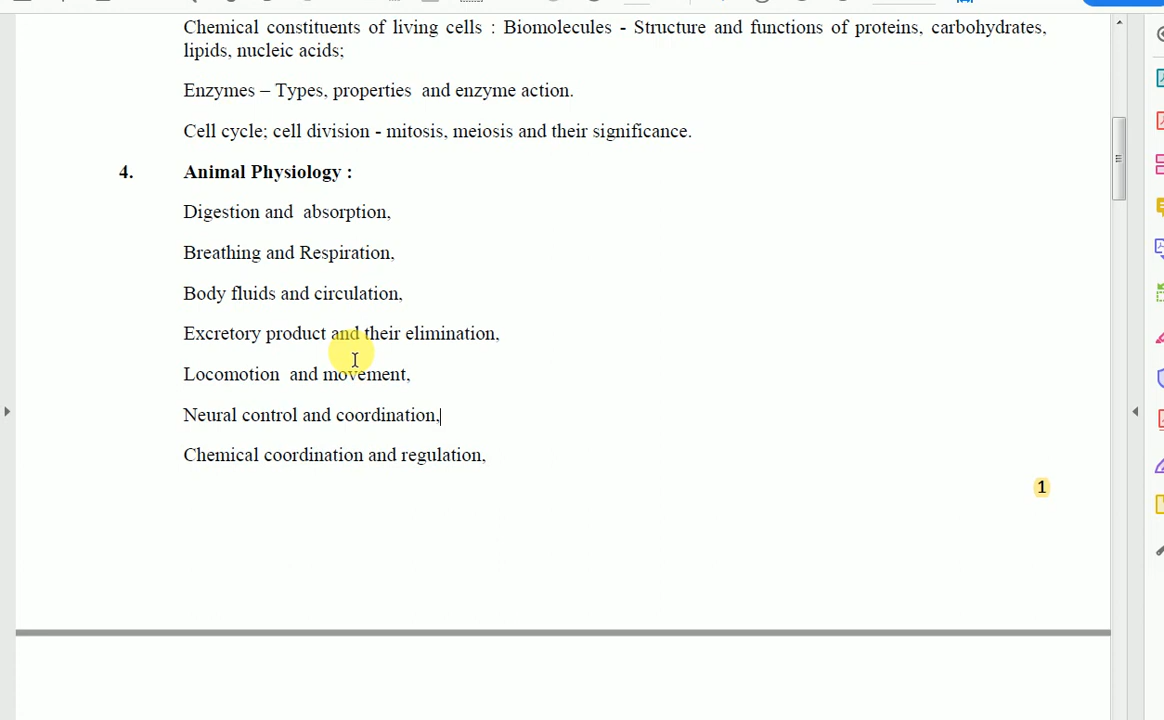 Chemical constituents of living cells : Biomolecules - Structure and functions of proteins, carbohydrates,
lipids, nucleic acids;
Enzymes – Types, properties and enzyme action.
Cell cycle; cell division - mitosis, meiosis and their significance.
4. Animal Physiology :
Digestion and absorption,
Breathing and Respiration,
Body fluids and circulation,
Excretory product and their elimination,
Locomotion and movement,
Neural control and coordination,
Chemical coordination and regulation,
1